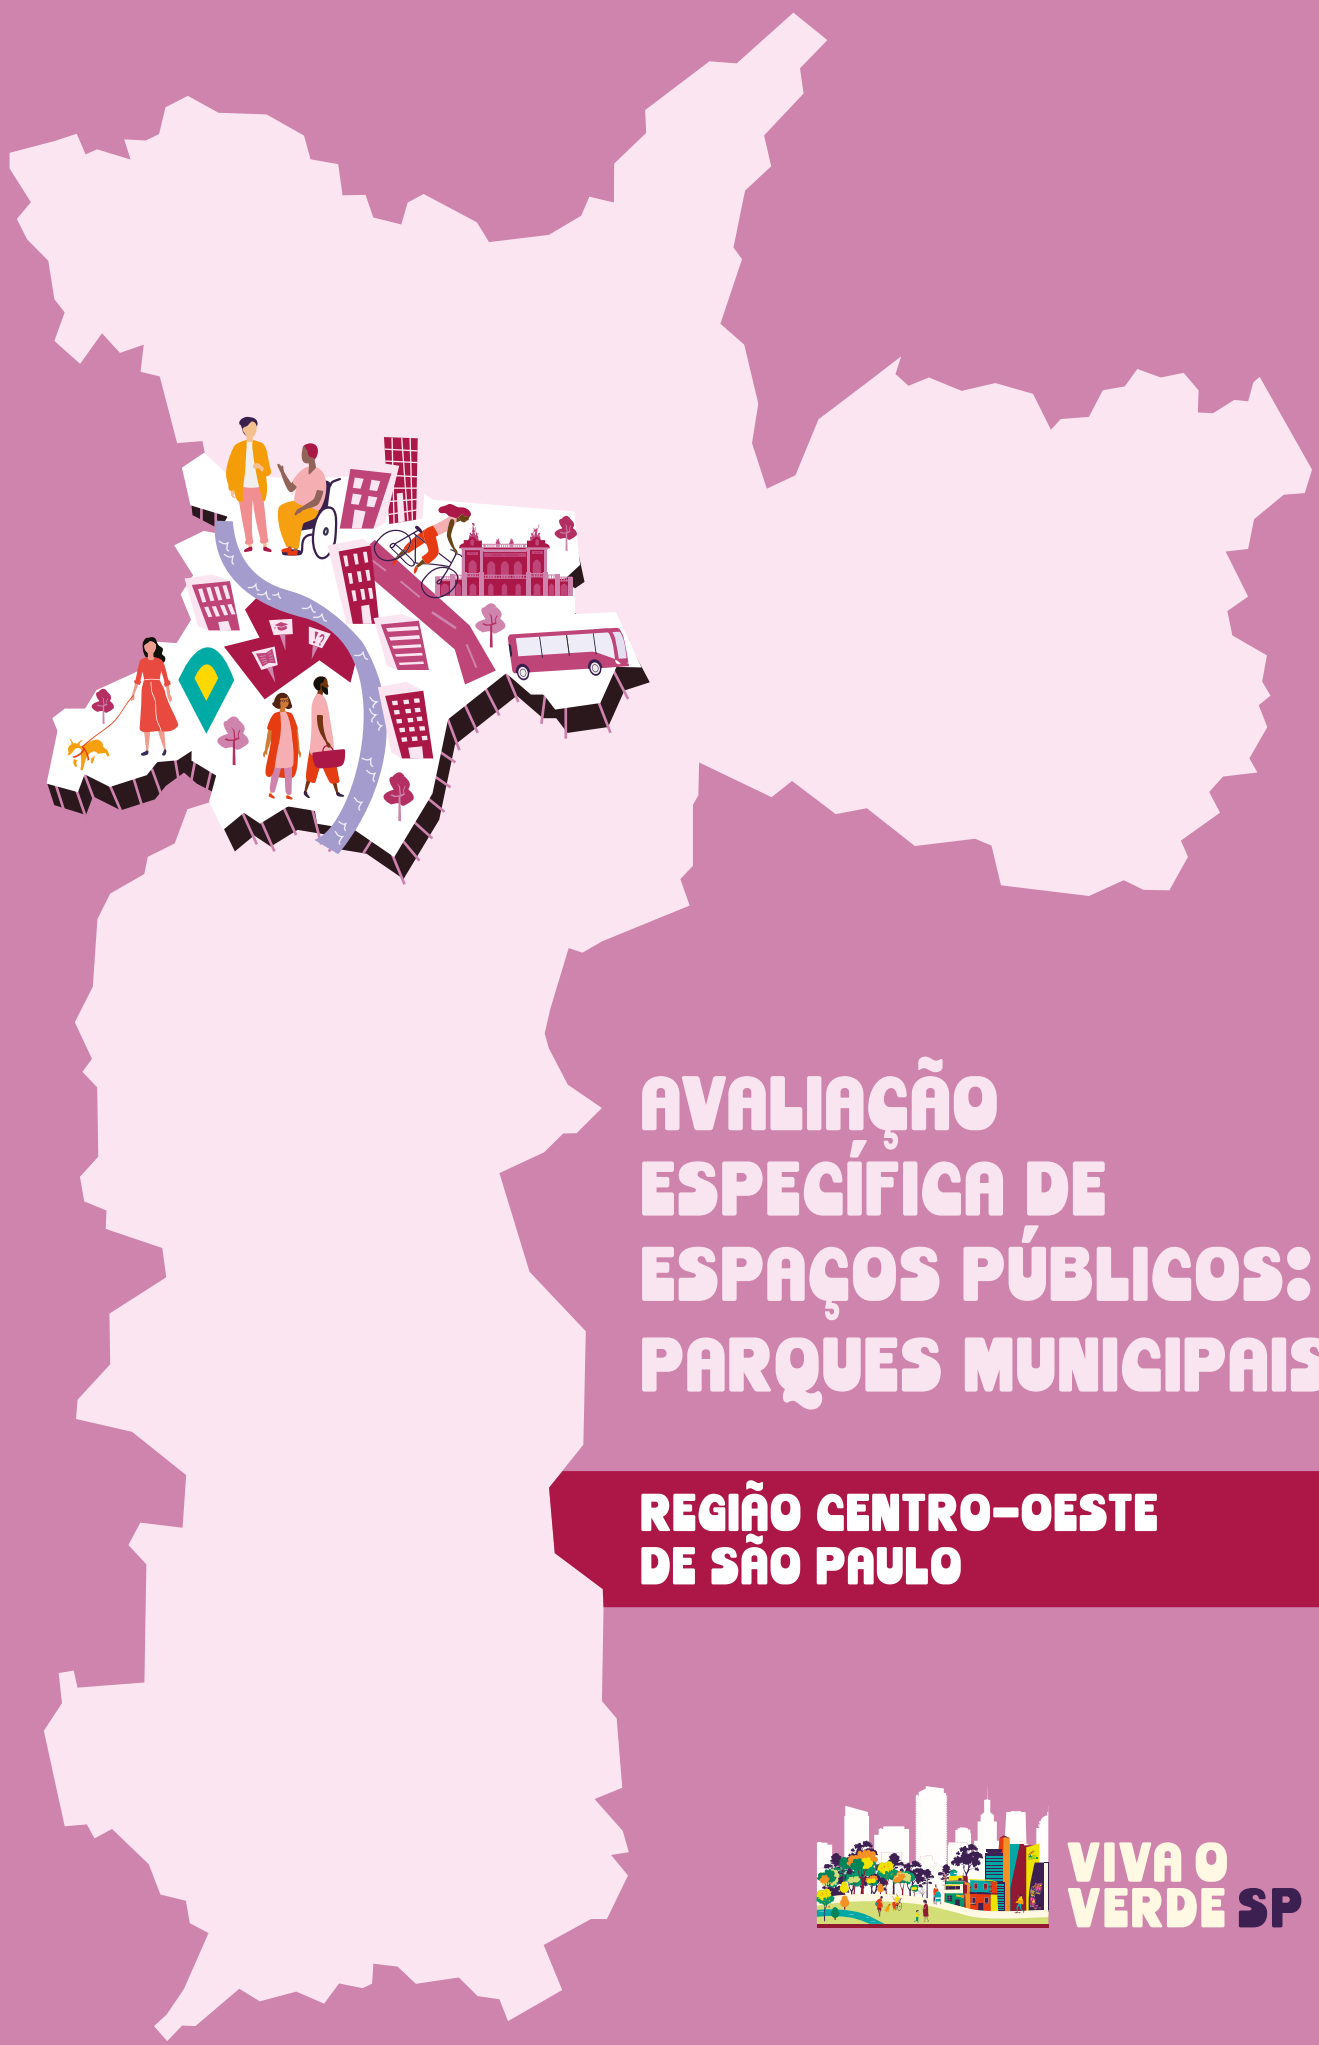 !?
AVALIAÇÃO
ESPECÍFICA DE
ESPAÇOS PÚBLICOS:
PARQUES MUNICIPAIS
REGIÃO CENTRO-OESTE
DE SÃO PAULO
VIVA O
VERDE SP